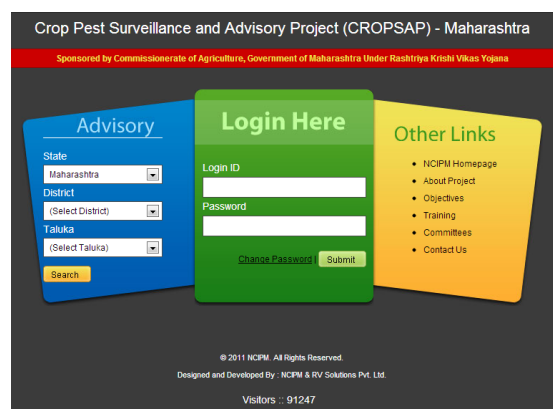 Crop Pest Surveillance and Advisory Project (CROPSAP) - Maharashtra
Sponsored by Commissionerate of Agriculture, Government of Maharashtra Under Rashtriya Krishi Vikas Yojana
Advisory
State
Maharashtra
District
(Select District)
Taluka
(Select Taluka)
Search
Login Here
Login ID
Password
Change Password | Submit
Other Links
NCIPM Homepage
About Project
Objectives
Training
Committees
Contact Us
© 2011 NCIPM. All Rights Reserved.
Designed and Developed By : NCIPM & RV Solutions Pvt. Ltd.
Visitors :: 91247